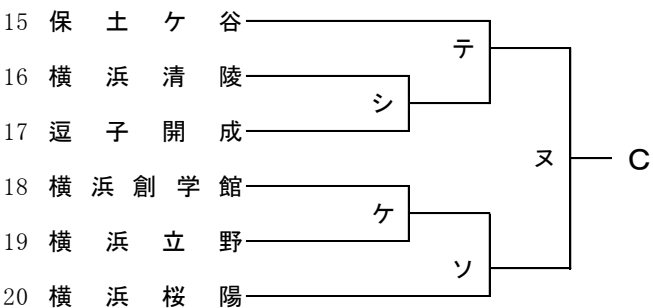 15 保土ケ谷
テ
16 横浜清陵
シ
17 逗子開成
ヌ C
18 横浜創学館
ケ
19 横浜立野
ソ
20 横浜桜陽